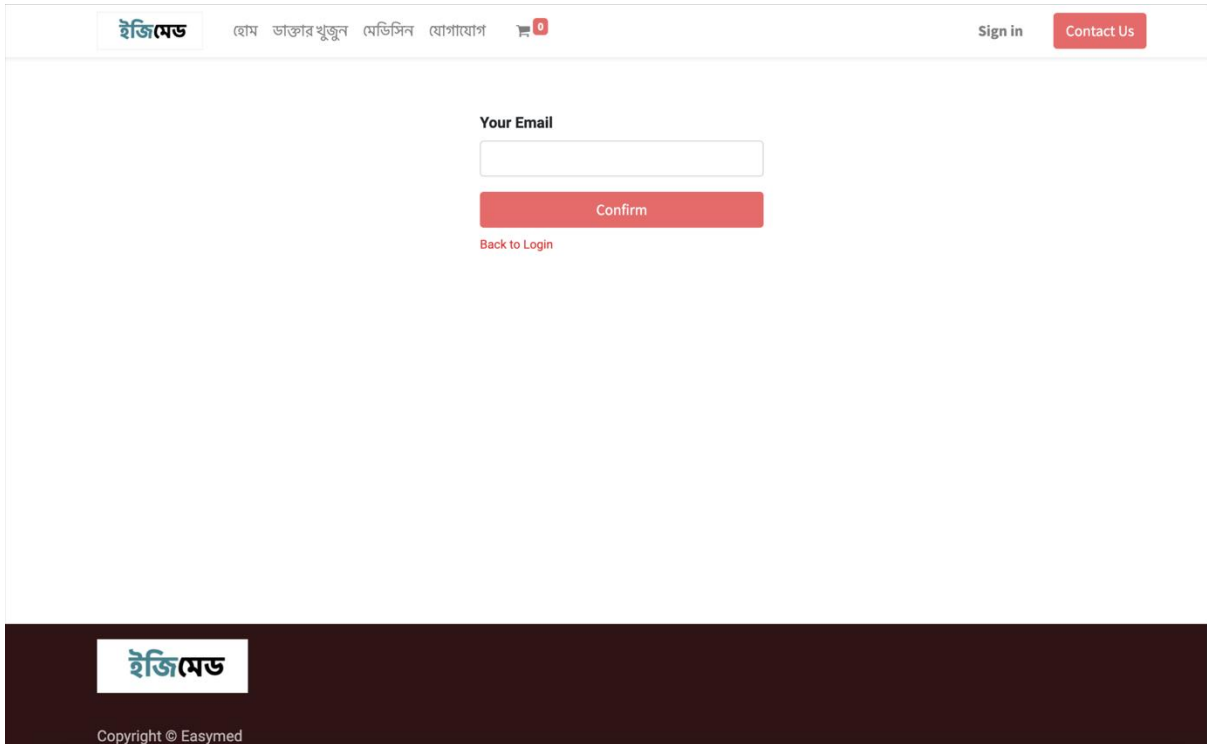 ইজিমেড হোম ডাক্তার খুজুন মেডিসিন যোগাযোগ 0 Sign in Contact Us
Your Email
Confirm
Back to Login
ইজিমেড
Copyright © Easymed